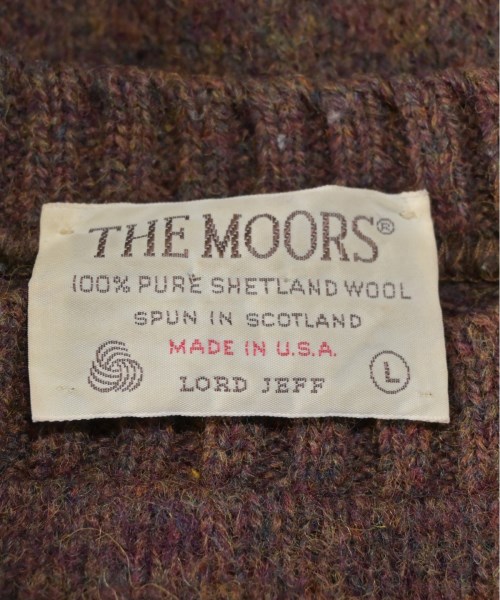 THE MOORS®
100% PURE SHETLAND WOOL
SPUN IN SCOTLAND
MADE IN U.S.A.
LORD JEFF
L